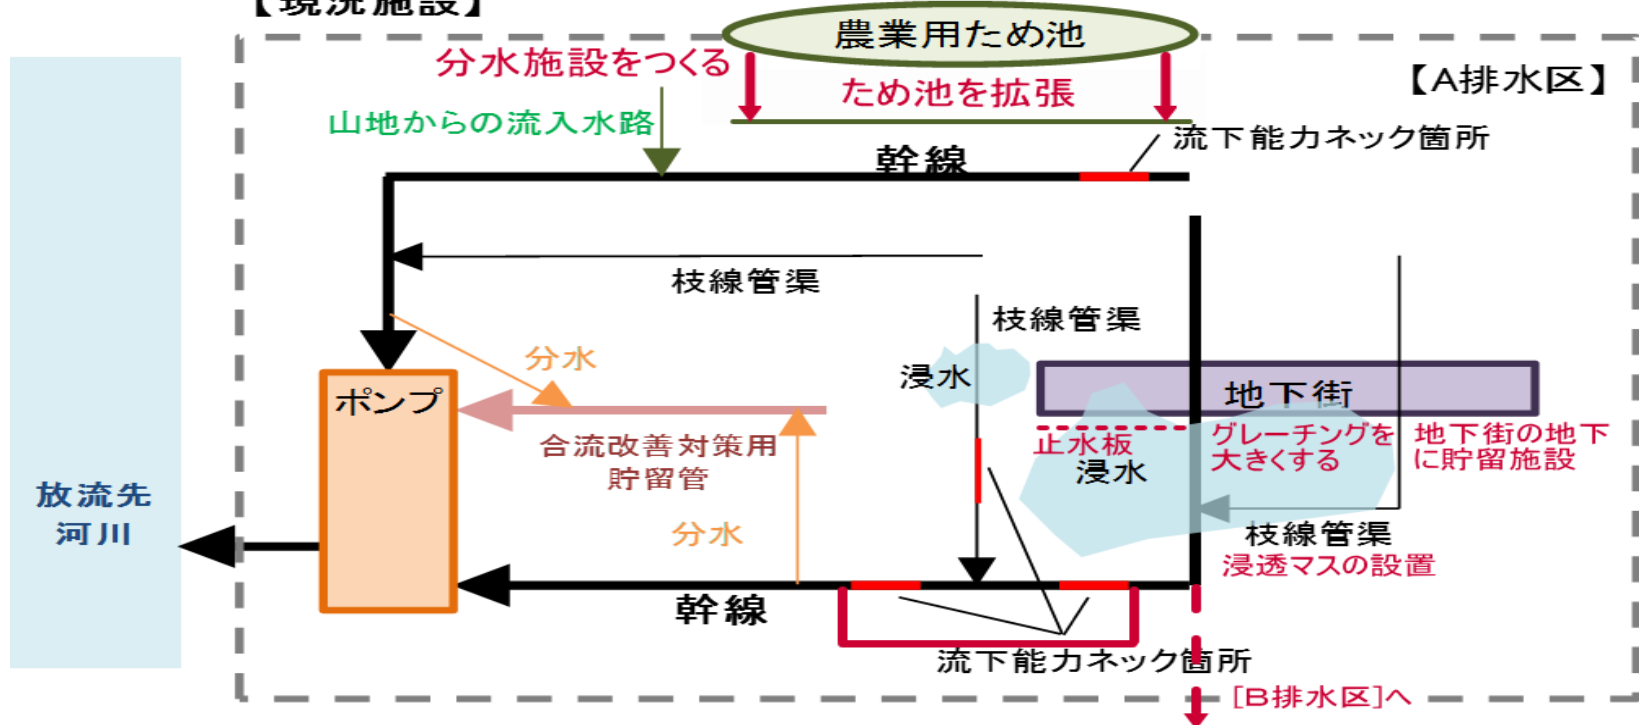 【現況施設】
農業用ため池
分水施設をつくる
ため池を拡張
【A排水区】
山地からの流入水路
流下能力ネック箇所
幹線
枝線管渠
枝線管渠
分水
浸水
地下街
ポンプ
止水板
グレーチングを
大きくする
地下街の地下
に貯留施設
合流改善対策用
貯留管
浸水
放流先
河川
分水
枝線管渠
浸透マスの設置
幹線
流下能力ネック箇所
[B排水区]へ